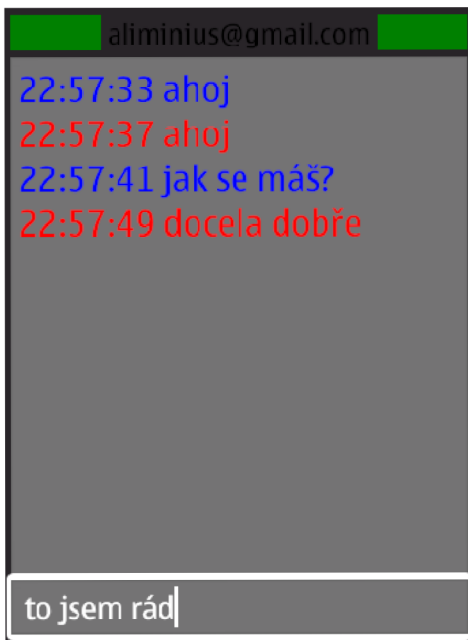 aliminius@gmail.com
22:57:33 ahoj
22:57:37 ahoj
22:57:41 jak se máš?
22:57:49 docela dobře
to jsem rád